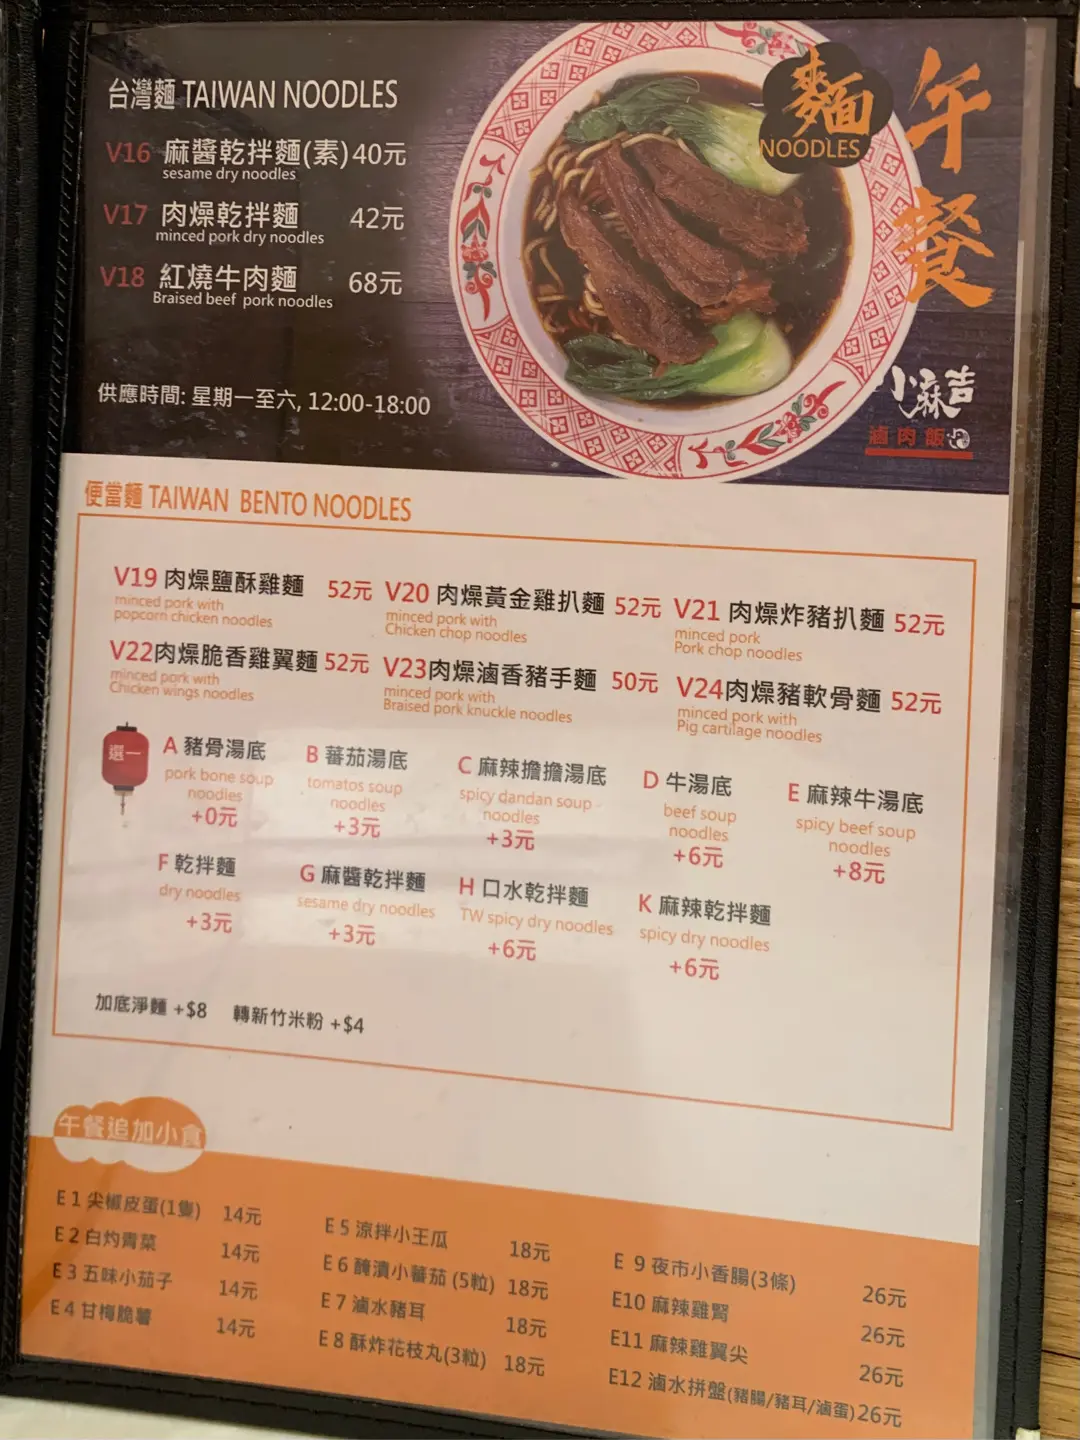 午餐
麵
NOODLES
小麻吉
滷肉飯
台灣麵 TAIWAN NOODLES
V16 麻醬乾拌麵(素) 40元
sesame dry noodles
V17 肉燥乾拌麵 42元
minced pork dry noodles
V18 紅燒牛肉麵 68元
Braised beef pork noodles
供應時間: 星期一至六, 12:00-18:00
便當麵 TAIWAN BENTO NOODLES
V19 肉燥鹽酥雞麵 52元
minced pork with
popcorn chicken noodles
V20 肉燥黃金雞扒麵 52元
minced pork with
Chicken chop noodles
V21 肉燥炸豬扒麵 52元
minced pork
Pork chop noodles
V22肉燥脆香雞翼麵 52元
minced pork with
Chicken wings noodles
V23肉燥滷香豬手麵 50元
minced pork with
Braised pork knuckle noodles
V24肉燥豬軟骨麵 52元
minced pork with
Pig cartilage noodles
選一
A 豬骨湯底
pork bone soup
noodles
+0元
B 蕃茄湯底
tomatos soup
noodles
+3元
C 麻辣擔擔湯底
spicy dandan soup
noodles
+3元
D 牛湯底
beef soup
noodles
+6元
E 麻辣牛湯底
spicy beef soup
noodles
+8元
F 乾拌麵
dry noodles
+3元
G 麻醬乾拌麵
sesame dry noodles
+3元
H 口水乾拌麵
TW spicy dry noodles
+6元
K 麻辣乾拌麵
spicy dry noodles
+6元
加底淨麵 +$8 轉新竹米粉 +$4
午餐追加小食
E 1 尖椒皮蛋(1隻) 14元
E 2 白灼青菜 14元
E 3 五味小茄子 14元
E 4 甘梅脆薯 14元
E 5 涼拌小王瓜 18元
E 6 醃漬小蕃茄 (5粒) 18元
E 7 滷水豬耳 18元
E 8 酥炸花枝丸(3粒) 18元
E 9 夜市小香腸(3條) 26元
E10 麻辣雞腎 26元
E11 麻辣雞翼尖 26元
E12 滷水拼盤(豬腸/豬耳/滷蛋) 26元